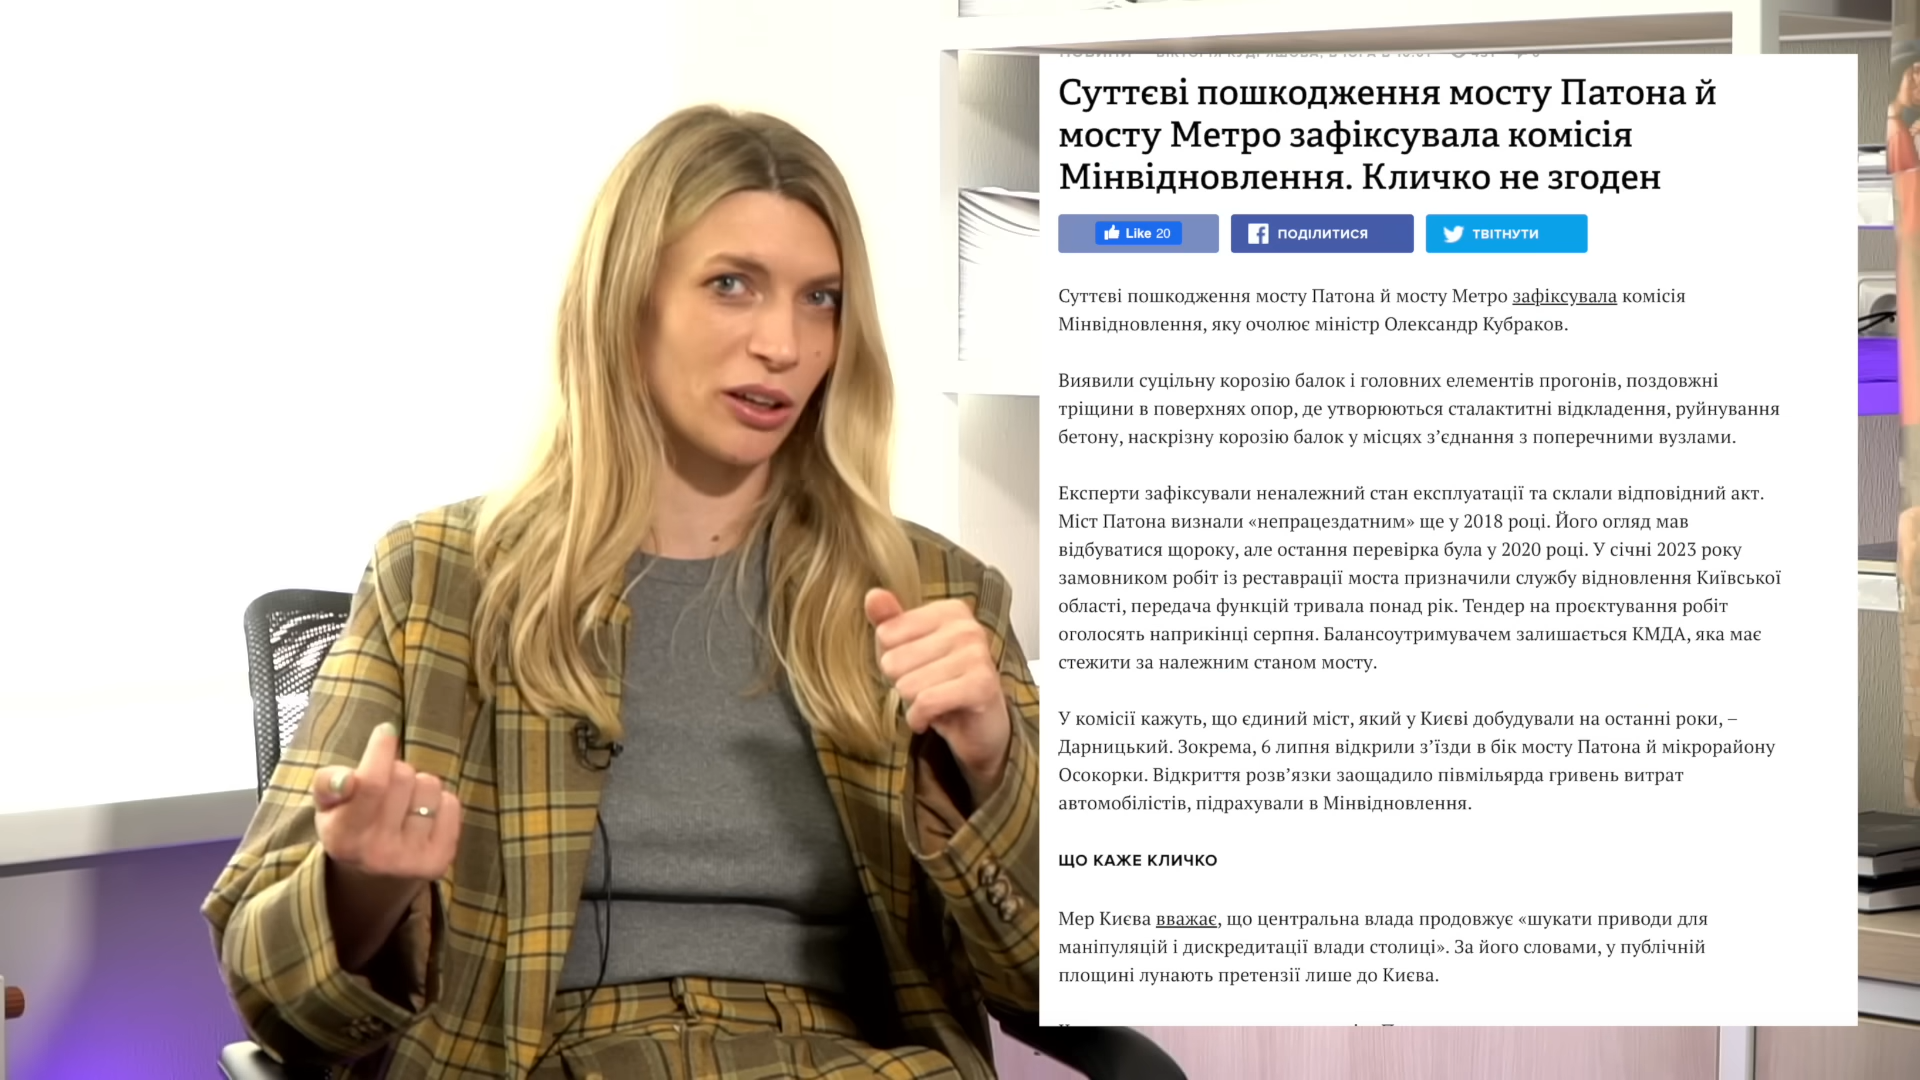 Суттєві пошкодження мосту Патона й
мосту Метро зафіксувала комісія
Мінвідновлення. Кличко не згоден
Like 20
ПОДІЛИТИСЯ
ТВІТНУТИ
Суттєві пошкодження мосту Патона й мосту Метро зафіксувала комісія
Мінвідновлення, яку очолює міністр Олександр Кубраков.
Виявили суцільну корозію балок і головних елементів прогонів, поздовжні
тріщини в поверхнях опор, де утворюються сталактитні відкладення, руйнування
бетону, наскрізну корозію балок у місцях з’єднання з поперечними вузлами.
Експерти зафіксували неналежний стан експлуатації та склали відповідний акт.
Міст Патона визнали «непрацездатним» ще у 2018 році. Його огляд мав
відбуватися щороку, але остання перевірка була у 2020 році. У січні 2023 року
замовником робіт із реставрації моста призначили службу відновлення Київської
області, передача функцій тривала понад рік. Тендер на проєктування робіт
оголосять наприкінці серпня. Балансоутримувачем залишається КМДА, яка має
стежити за належним станом мосту.
У комісії кажуть, що єдиний міст, який у Києві добудували на останні роки, –
Дарницький. Зокрема, 6 липня відкрили з’їзди в бік мосту Патона й мікрорайону
Осокорки. Відкриття розв’язки заощадило півмільярда гривень витрат
автомобілістів, підрахували в Мінвідновлення.
ЩО КАЖЕ КЛИЧКО
Мер Києва вважає, що центральна влада продовжує «шукати приводи для
маніпуляцій і дискредитації влади столиці». За його словами, у публічній
площині лунають претензії лише до Києва.